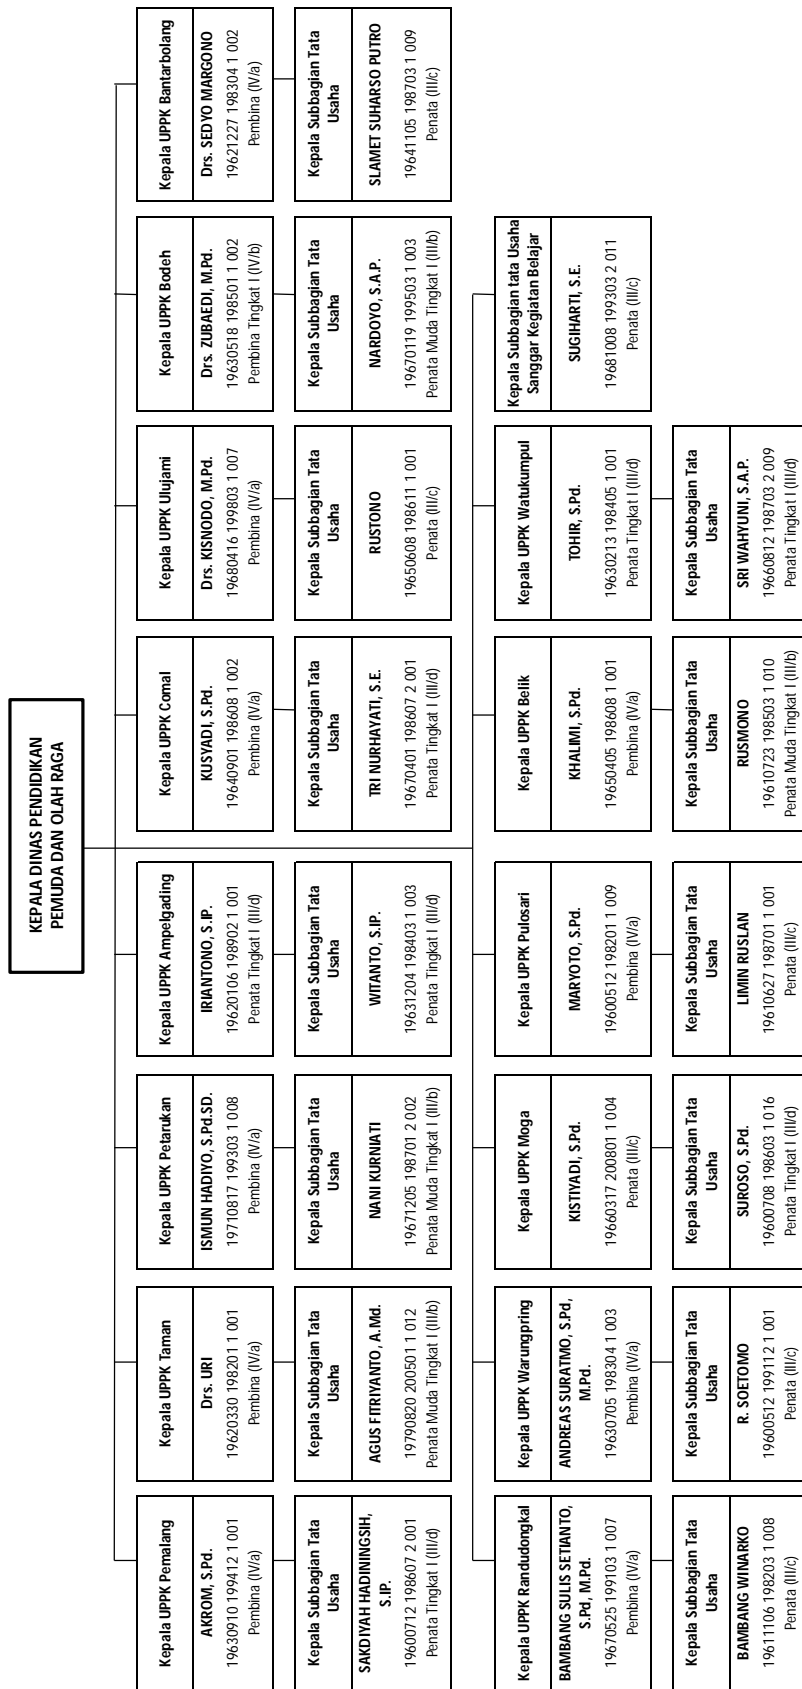 KEPALA DINAS PENDIDIKAN
PEMUDA DAN OLAH RAGA
Kepala UPPK Pemalang
AKROM, S.Pd.
19630910 199412 1 001
Pembina (IV/a)
Kepala Subbagian Tata
Usaha
SAKDIYAH HADININGSIH,
S.IP.
19600712 198607 2 001
Penata Tingkat I (III/d)
Kepala UPPK Taman
Drs. URI
19620330 198201 1 001
Pembina (IV/a)
Kepala Subbagian Tata
Usaha
AGUS FITRIYANTO, A.Md.
19790820 200501 1 012
Penata Muda Tingkat I (III/b)
Kepala UPPK Petarukan
ISMUN HADIYO, S.Pd.SD.
19710817 199303 1 008
Pembina (IV/a)
Kepala Subbagian Tata
Usaha
NANI KURNIATI
19671205 198701 2 002
Penata Muda Tingkat I (III/b)
Kepala UPPK Ampelgading
IRIANTONO, S.IP.
19620106 198902 1 001
Penata Tingkat I (III/d)
Kepala Subbagian Tata
Usaha
WITANTO, S.IP.
19631204 198403 1 003
Penata Tingkat I (III/d)
Kepala UPPK Comal
KUSYADI, S.Pd.
19640901 198608 1 002
Pembina (IV/a)
Kepala Subbagian Tata
Usaha
TRI NURHAYATI, S.E.
19670401 198607 2 001
Penata Tingkat I (III/d)
Kepala UPPK Ulujami
Drs. KISNODO, M.Pd.
19680416 199803 1 007
Pembina (IV/a)
Kepala Subbagian Tata
Usaha
RUSTONO
19650608 198611 1 001
Penata (III/c)
Kepala UPPK Bodeh
Drs. ZUBAEDI, M.Pd.
19630518 198501 1 002
Pembina Tingkat I (IV/b)
Kepala Subbagian Tata
Usaha
NARDOYO, S.A.P.
19670119 199503 1 003
Penata Muda Tingkat I (III/b)
Kepala UPPK Bantarbolang
Drs. SEDYO MARGONO
19621227 198304 1 002
Pembina (IV/a)
Kepala Subbagian Tata
Usaha
SLAMET SUHARSO PUTRO
19641105 198703 1 009
Penata (III/c)
Kepala UPPK Randudongkal
BAMBANG SULIS SETIANTO,
S.Pd, M.Pd.
19670525 199103 1 007
Pembina (IV/a)
Kepala Subbagian Tata
Usaha
BAMBANG WINARKO
19611106 198203 1 008
Penata (III/c)
Kepala UPPK Warungpring
ANDREAS SURATMO, S.Pd,
M.Pd.
19630705 198304 1 003
Pembina (IV/a)
Kepala Subbagian Tata
Usaha
R. SOETOMO
19600512 199112 1 001
Penata (III/c)
Kepala UPPK Moga
KISTIYADI, S.Pd.
19660317 200801 1 004
Penata (III/c)
Kepala Subbagian Tata
Usaha
SUROSO, S.Pd.
19600708 198603 1 016
Penata Tingkat I (III/d)
Kepala UPPK Pulosari
MARYOTO, S.Pd.
19600512 198201 1 009
Pembina (IV/a)
Kepala Subbagian Tata
Usaha
LIMIN RUSLAN
19610627 198701 1 001
Penata (III/c)
Kepala UPPK Belik
KHALIMI, S.Pd.
19650405 198608 1 001
Pembina (IV/a)
Kepala Subbagian Tata
Usaha
RUSMONO
19610723 198503 1 010
Penata Muda Tingkat I (III/b)
Kepala UPPK Watukumpul
TOHIR, S.Pd.
19630213 198405 1 001
Penata Tingkat I (III/d)
Kepala Subbagian Tata
Usaha
SRI WAHYUNI, S.A.P.
19660812 198703 2 009
Penata Tingkat I (III/d)
Kepala Subbagian tata Usaha
Sanggar Kegiatan Belajar
SUGIHARTI, S.E.
19681008 199303 2 011
Penata (III/c)